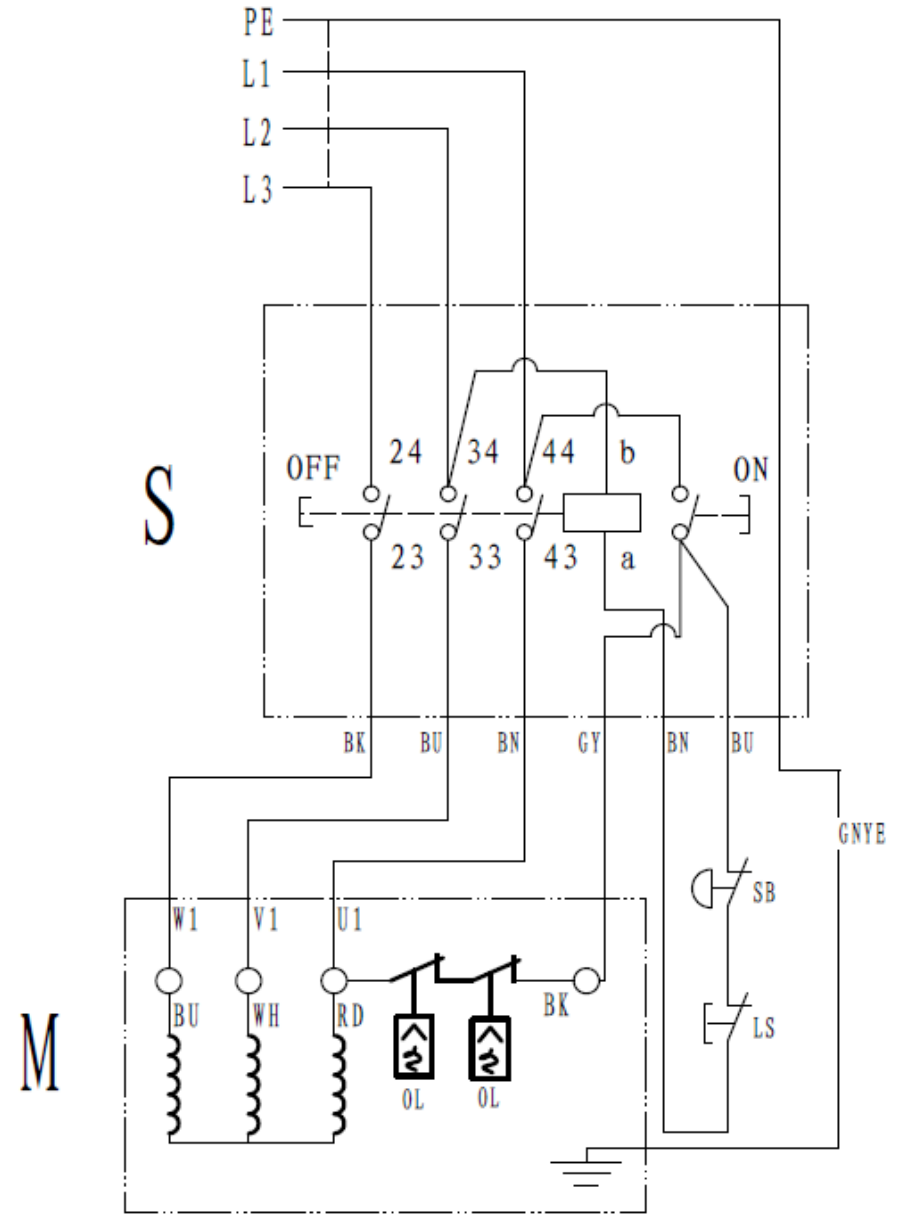 PE
L1
L2
L3
S
OFF
24
34
44
b
ON
23
33
43
a
BK
BU
BN
GY
BN
BU
GNYE
SB
W1
V1
U1
M
BU
WH
RD
BK
LS
OL
OL